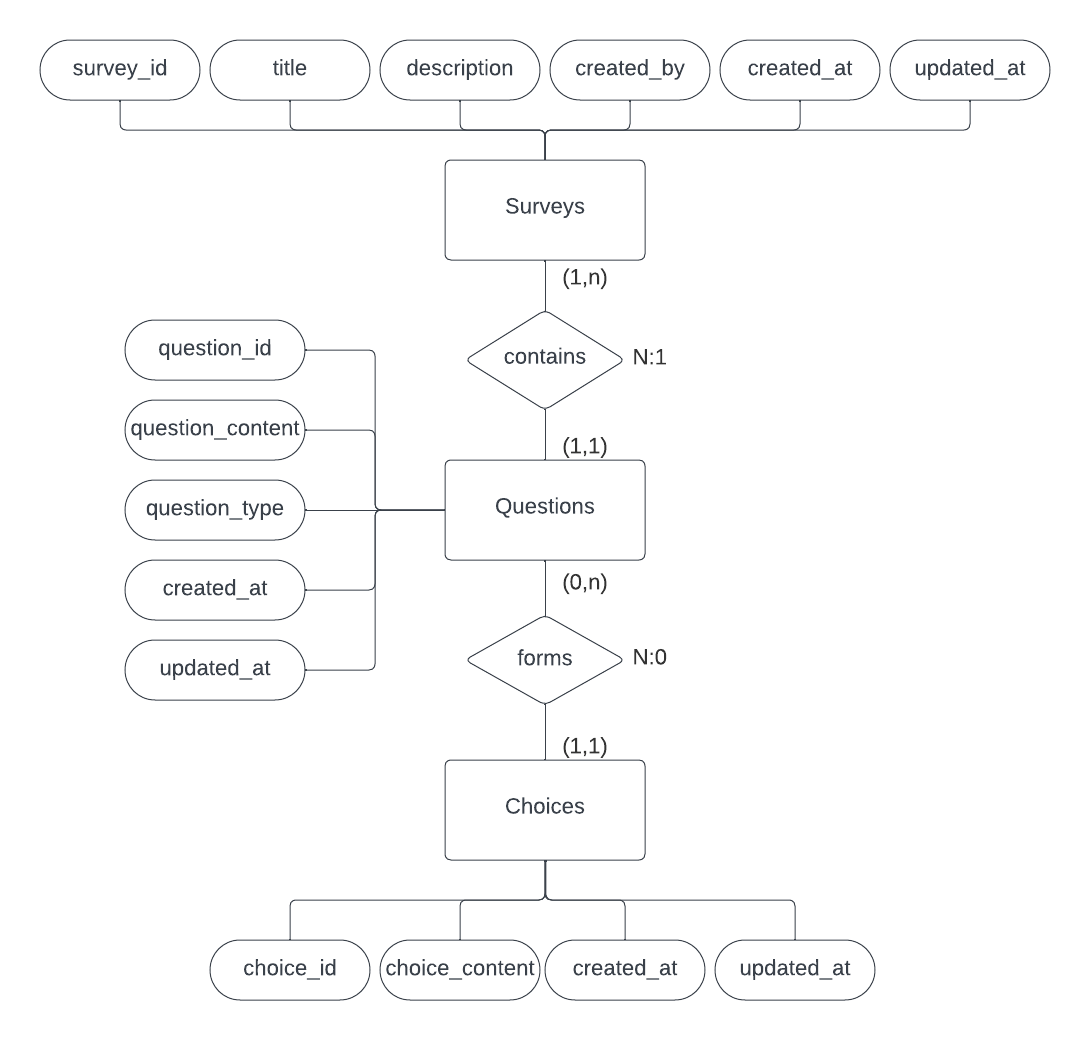 survey_id
title
description
created_by
created_at
updated_at
Surveys
(1,n)
contains
N:1
(1,1)
question_id
question_content
question_type
created_at
updated_at
Questions
(0,n)
forms
N:0
(1,1)
Choices
choice_id
choice_content
created_at
updated_at